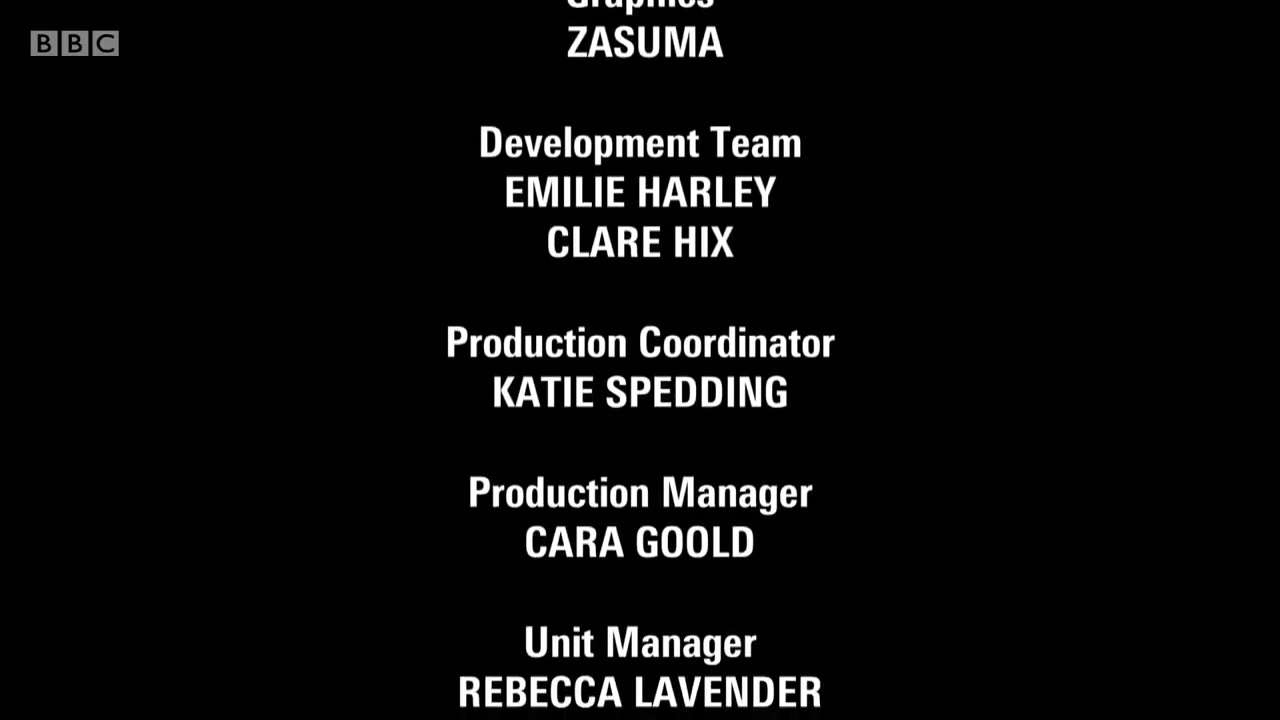 BBC
Graphics
ZASUMA
Development Team
EMILIE HARLEY
CLARE HIX
Production Coordinator
KATIE SPEDDING
Production Manager
CARA GOOLD
Unit Manager
REBECCA LAVENDER